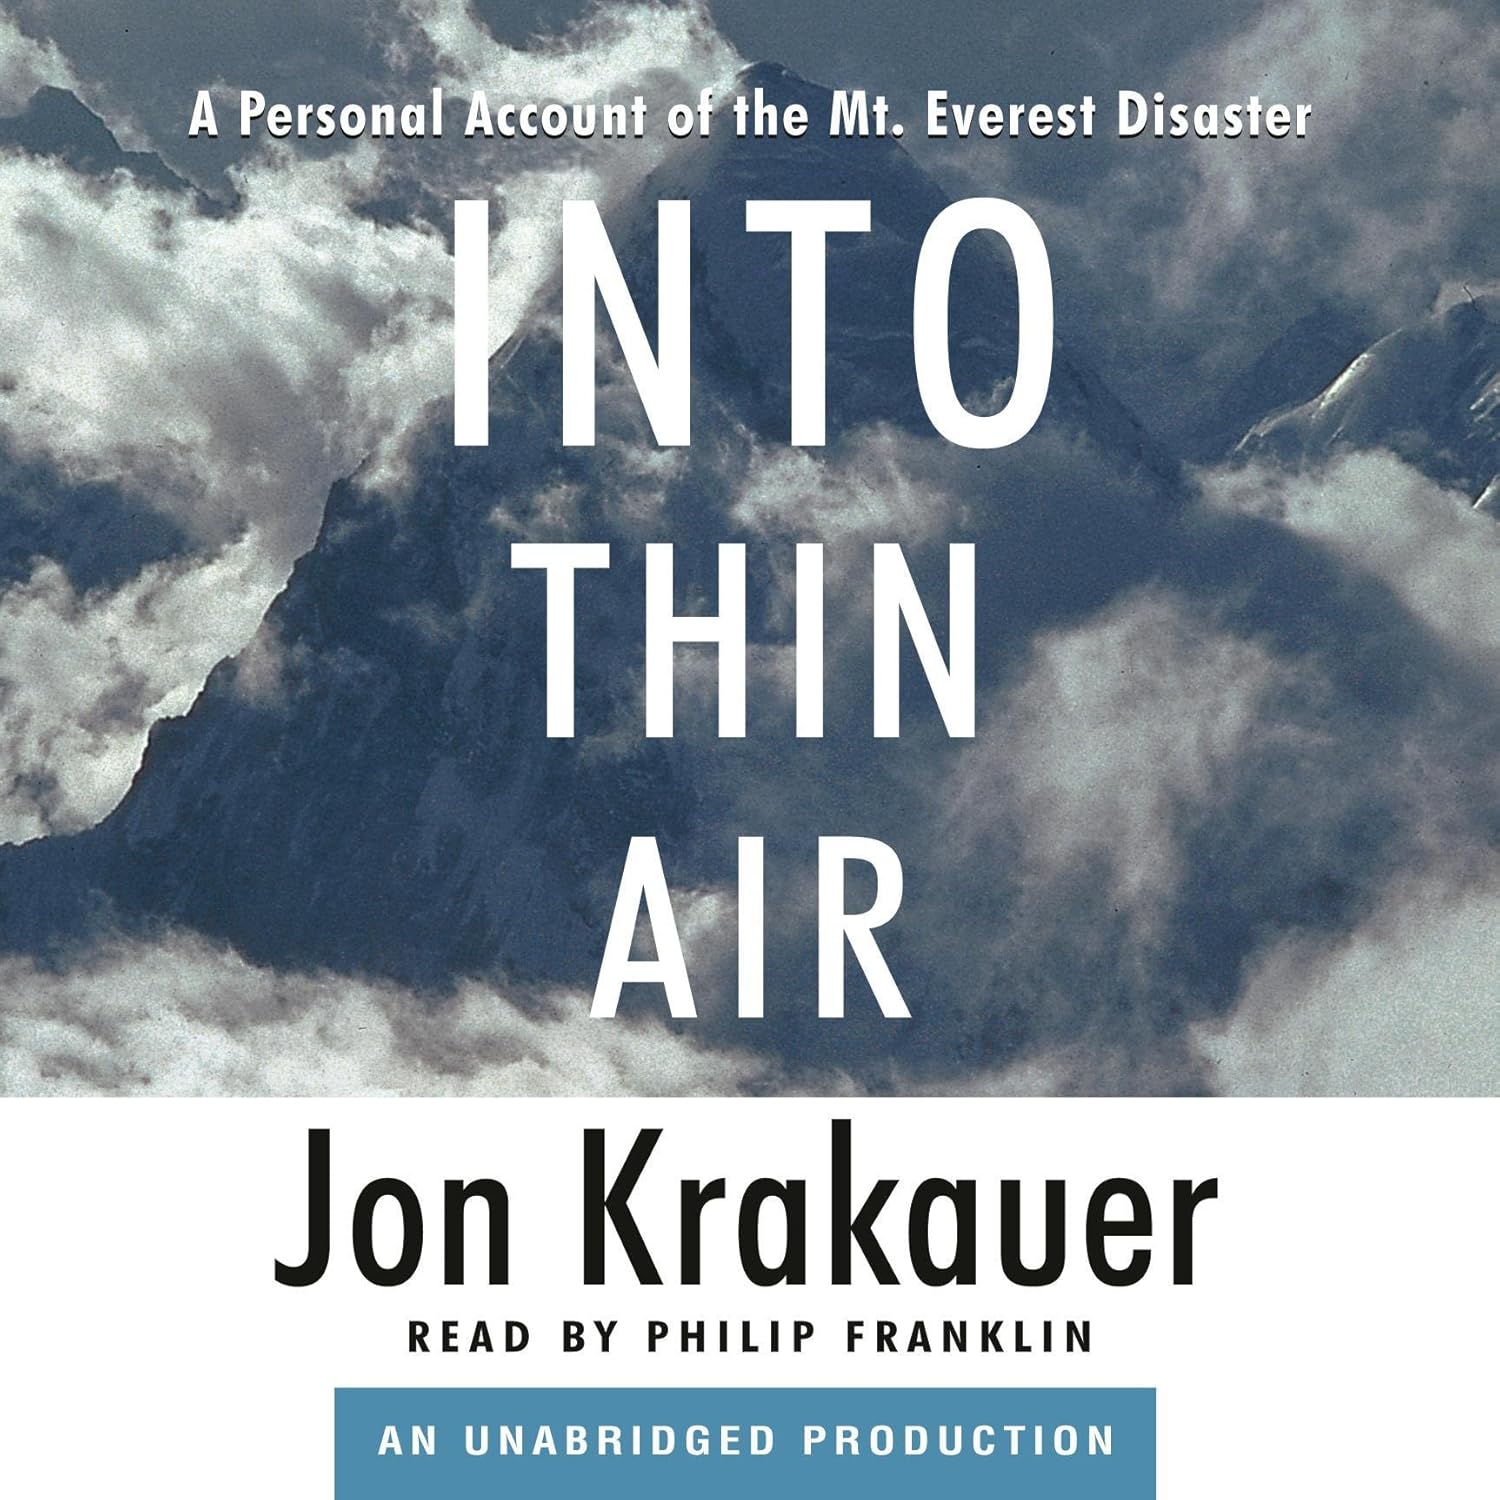 A Personal Account of the Mt. Everest Disaster
INTO
THIN
AIR
Jon Krakauer
READ BY PHILIP FRANKLIN
AN UNABRIDGED PRODUCTION